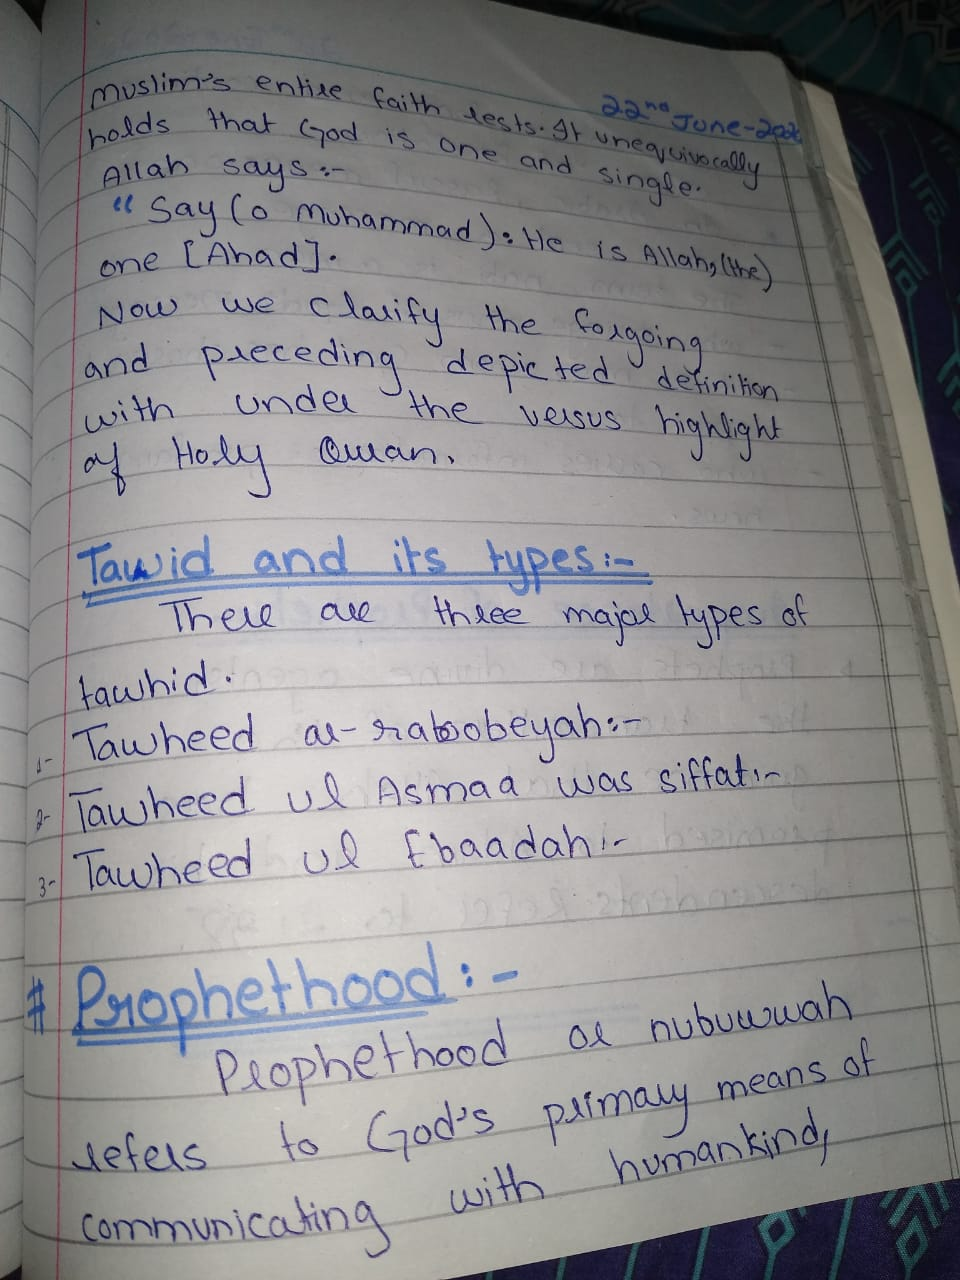 22nd June-202
muslim's entire faith rests. It unequivocally
holds that God is one and single.
Allah says :-
"Say (o Muhammad): He is Allah, (the)
one [Ahad].
Now we clarify the forgoing
and preceding depicted definition
with under the versus highlight
of Holy Quran.
Tawid and its types:-
There are three major types of
tawhid.
1- Tawheed ar-raboobeyah:-
2- Tawheed ul Asmaa was siffat:-
3- Tawheed ul Ebaadah:-
# Prophethood:-
Prophethood or nubuwwah
refers to God's primary means of
communicating with humankind,